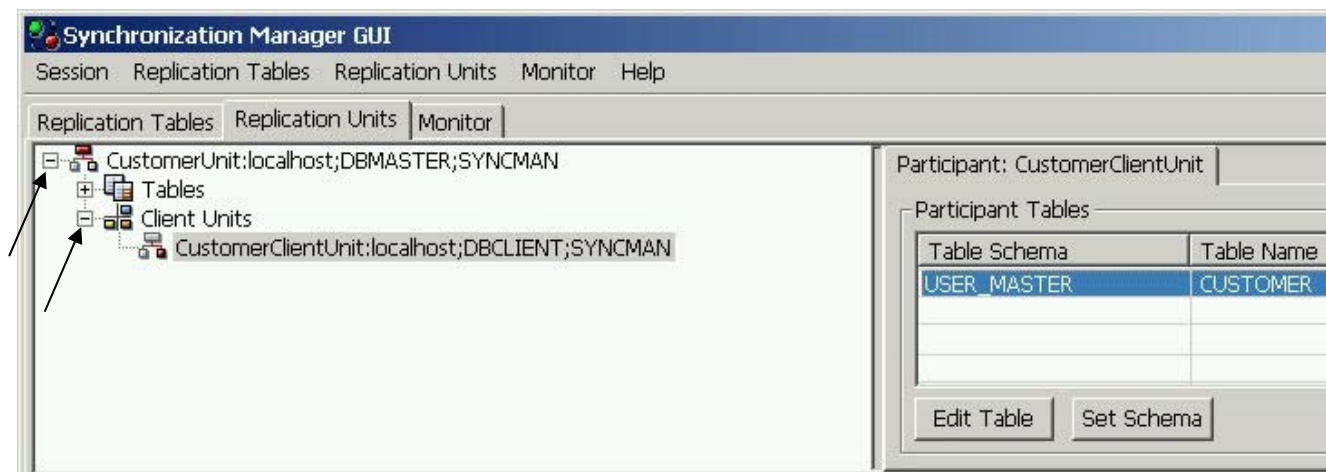 Synchronization Manager GUI
Session Replication Tables Replication Units Monitor Help
Replication Tables Replication Units Monitor
CustomerUnit:localhost;DBMASTER;SYNCMAN
Tables
Client Units
CustomerClientUnit:localhost;DBCLIENT;SYNCMAN
Participant: CustomerClientUnit
Participant Tables
Table Schema Table Name
USER_MASTER CUSTOMER
Edit Table Set Schema